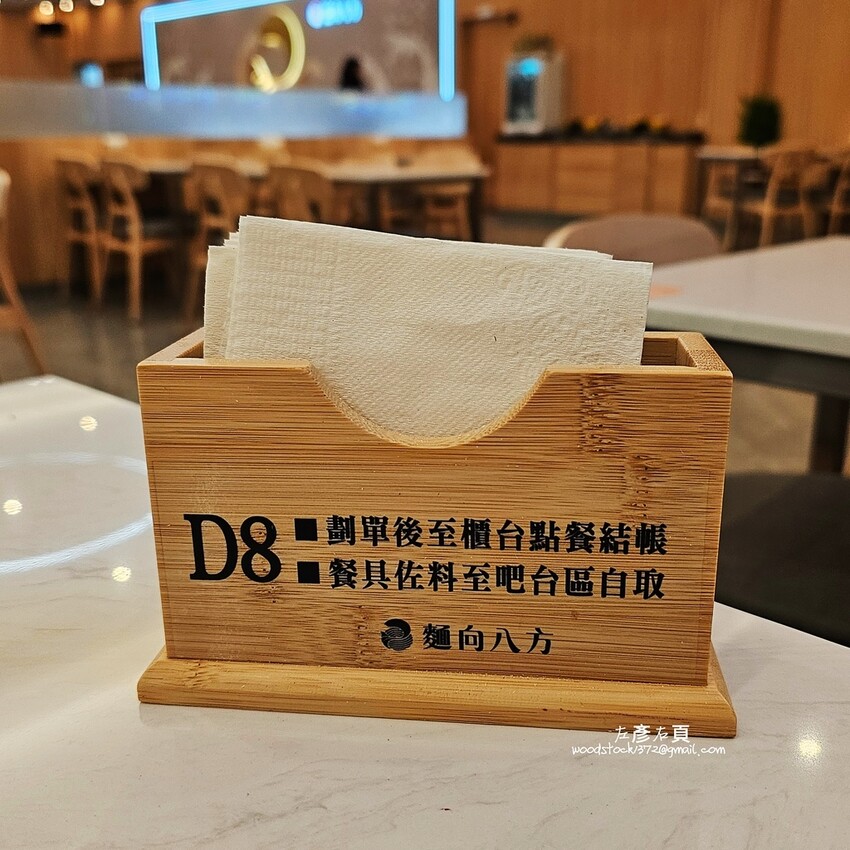 D8 ■劃單後至櫃台點餐結帳
■餐具佐料至吧台區自取
麵向八方
左彥右頁
woodstock1372@gmail.com